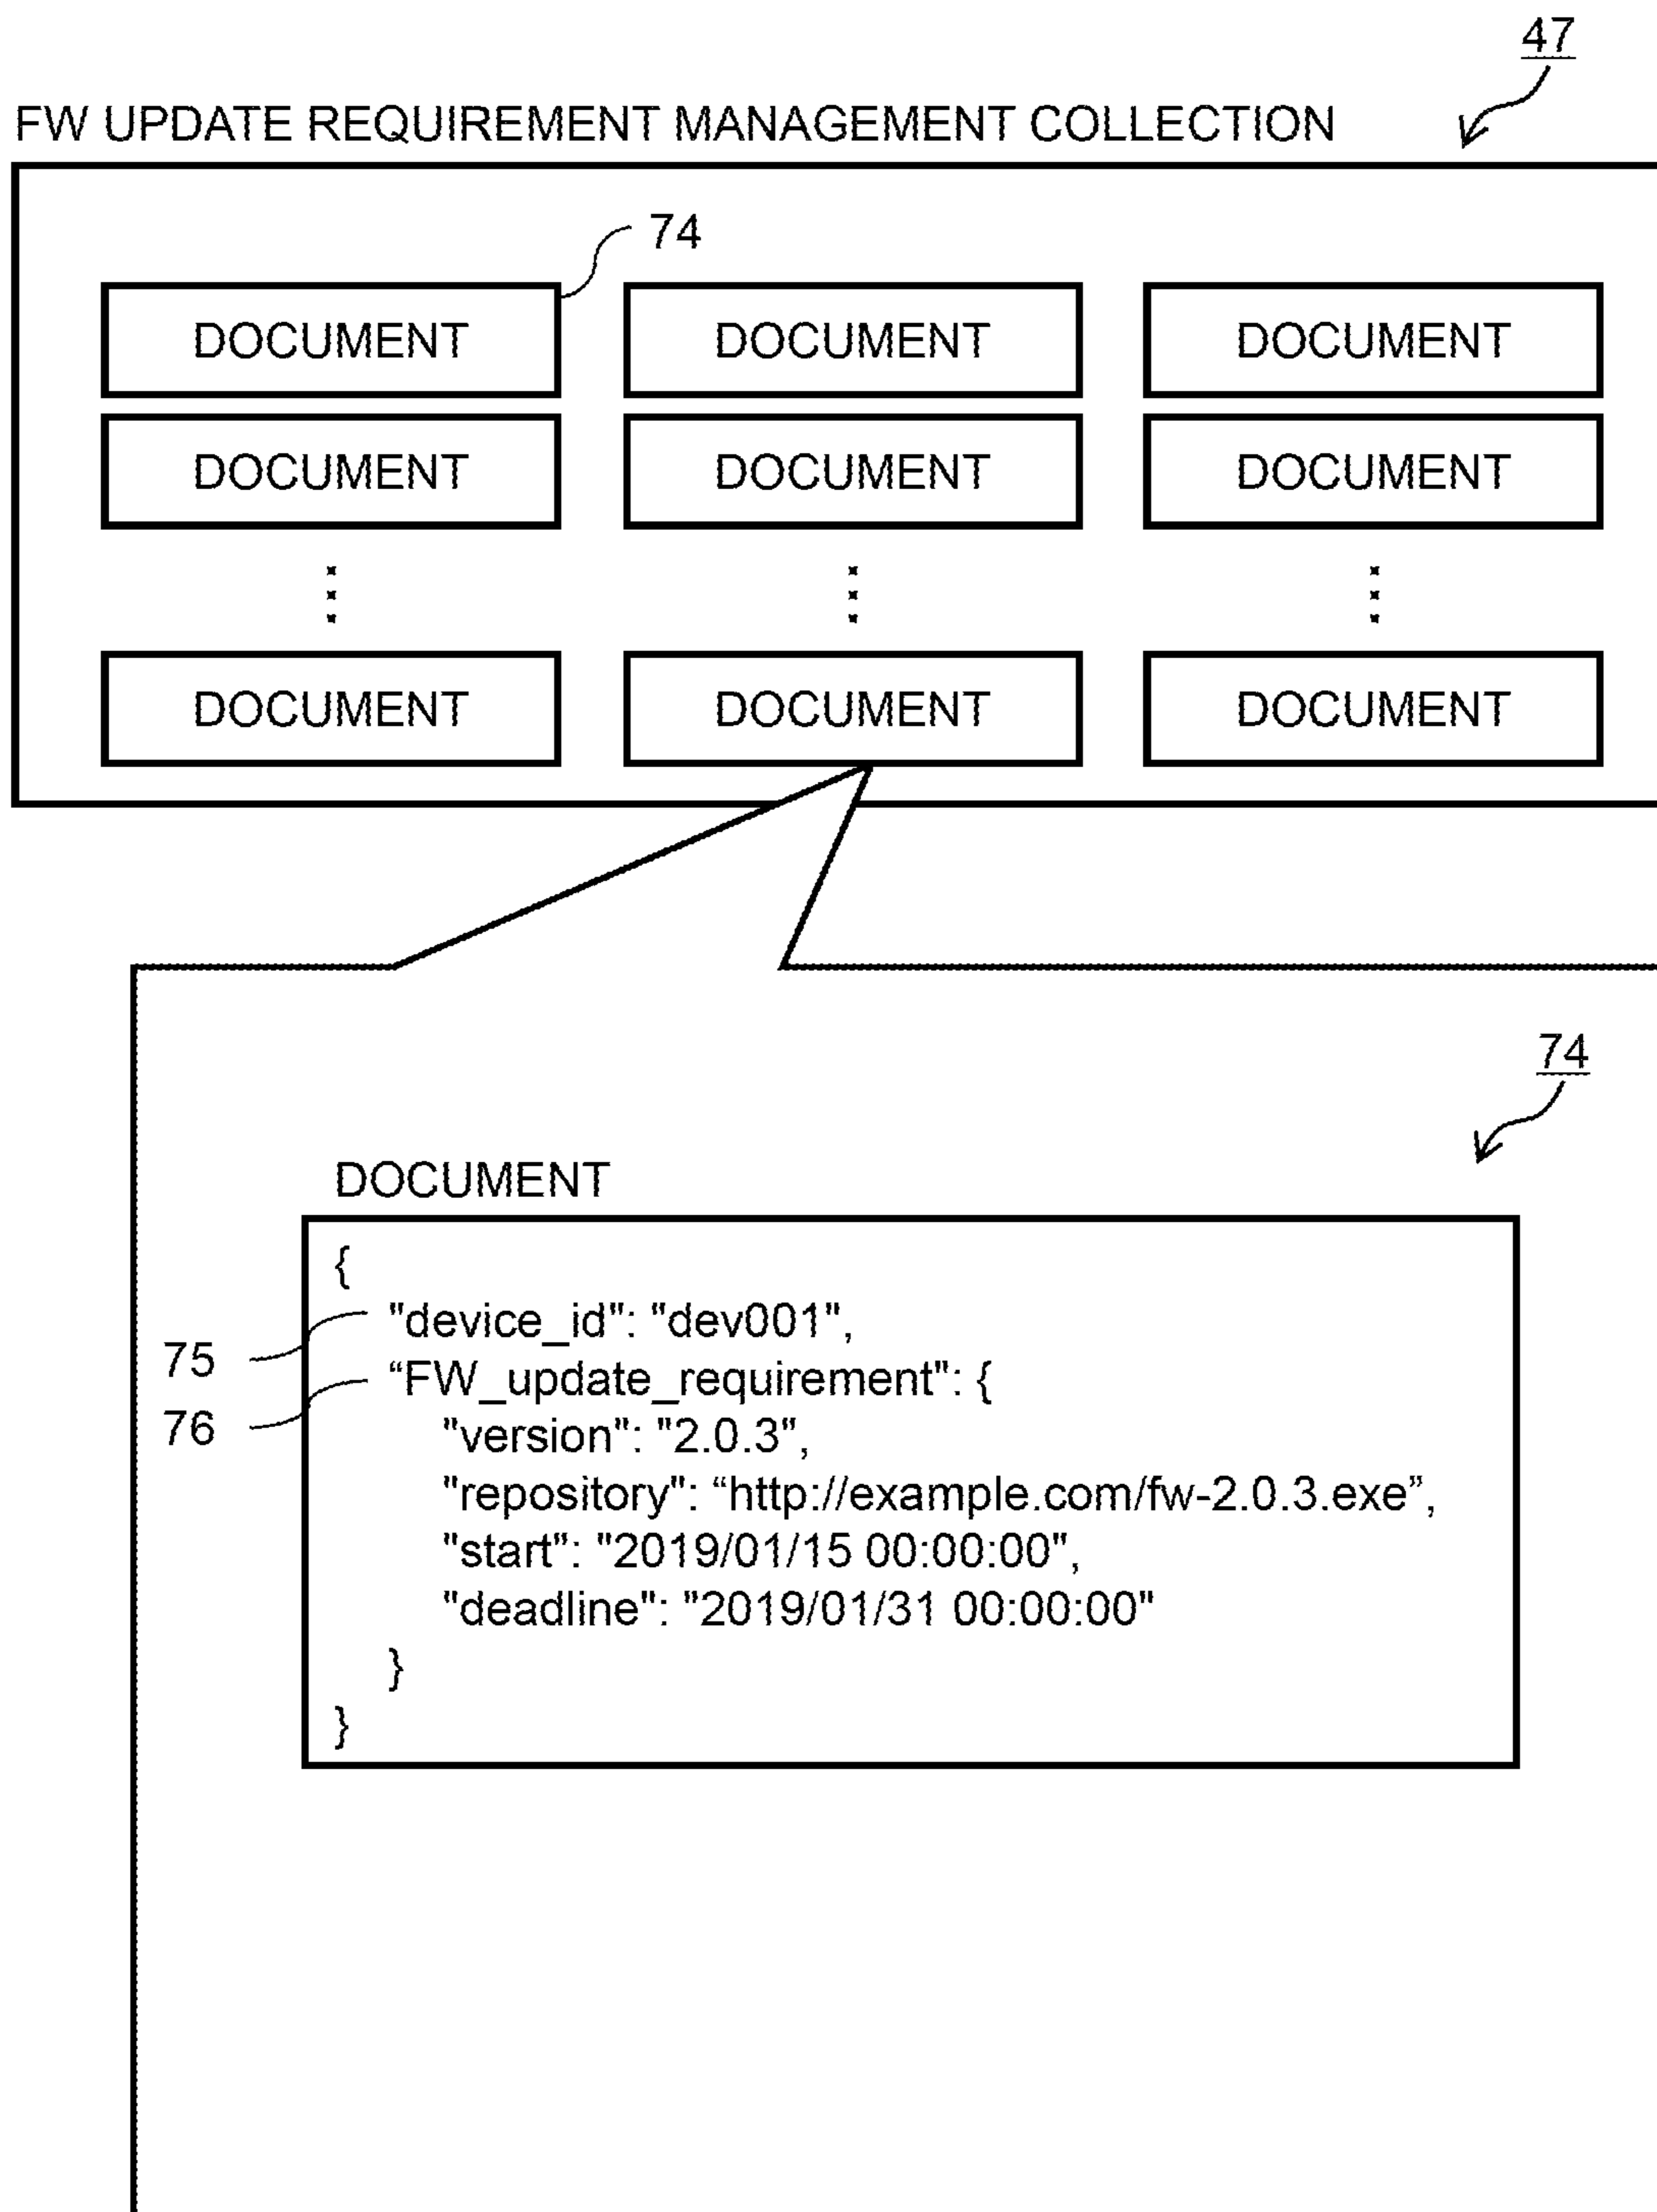 47
FW UPDATE REQUIREMENT MANAGEMENT COLLECTION
74
DOCUMENT DOCUMENT DOCUMENT
DOCUMENT DOCUMENT DOCUMENT
DOCUMENT DOCUMENT DOCUMENT
74
DOCUMENT
{
75 "device_id": "dev001",
76 “FW_update_requirement": {
"version": "2.0.3”,
"repository": “http://example.com/fw-2.0.3.exe”,
"start”: "2019/01/15 00:00:00",
"deadline": "2019/01/31 00:00:00"
}
}